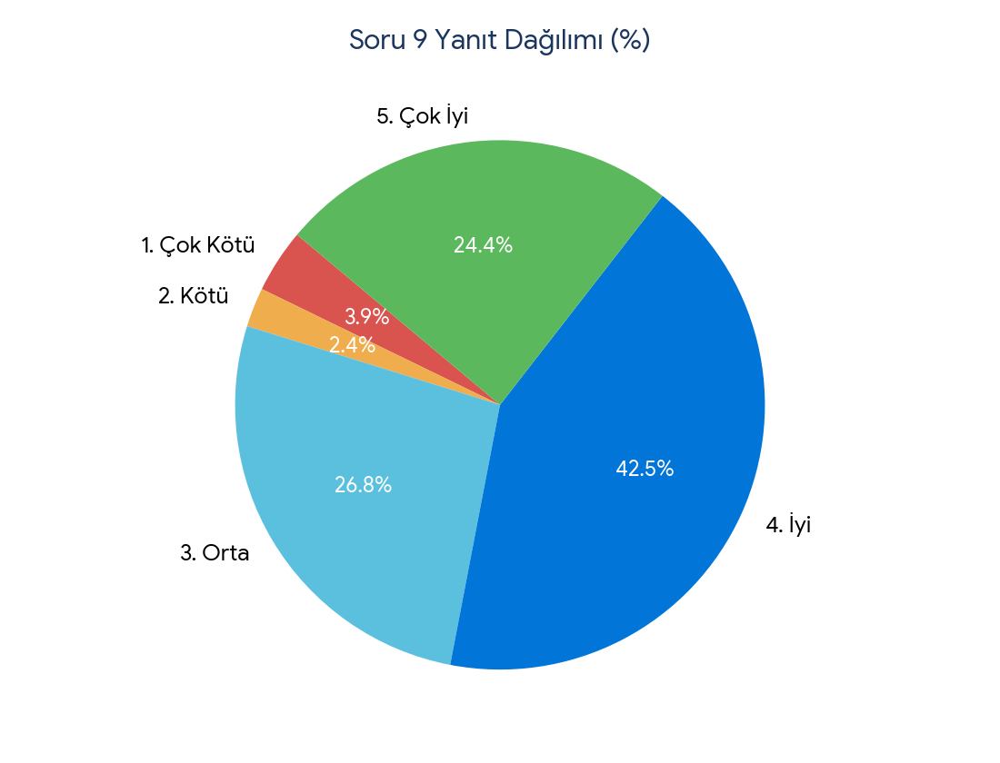 Soru 9 Yanıt Dağılımı (%)
5. Çok İyi
24.4%
1. Çok Kötü
3.9%
2. Kötü
2.4%
42.5%
26.8%
4. İyi
3. Orta